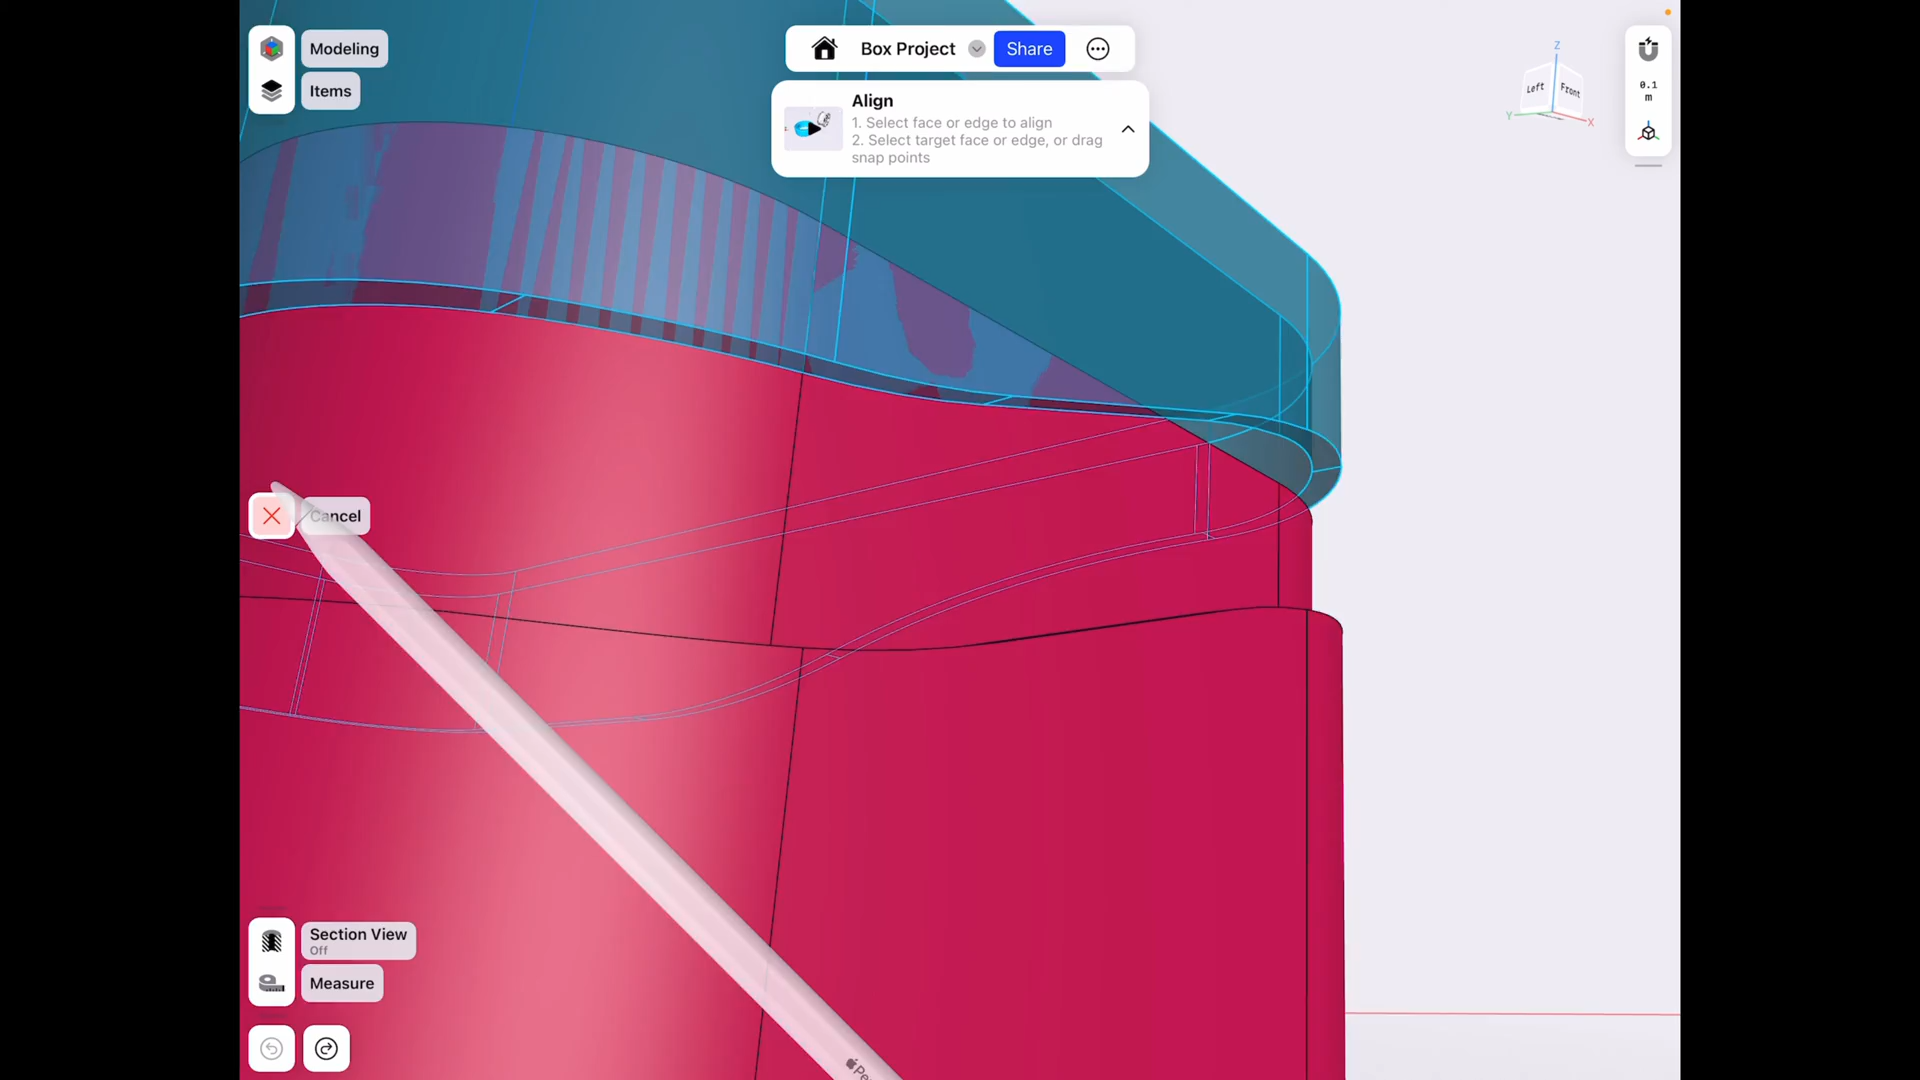 Modeling
Items
Box Project
Share
Align
1. Select face or edge to align
2. Select target face or edge, or drag
snap points
Left
Front
Z
Y
X
0.1
m
Cancel
Section View
Off
Measure